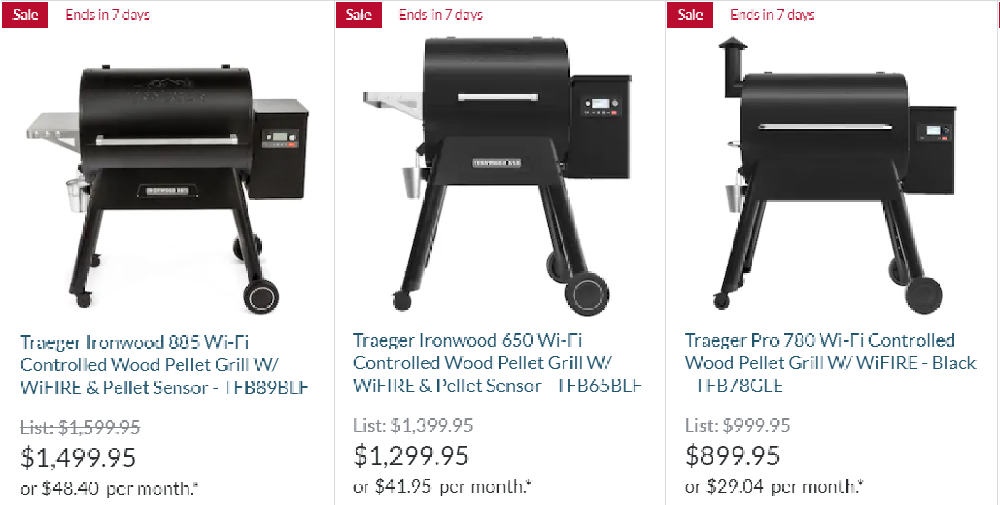 Sale Ends in 7 days
Traeger Ironwood 885 Wi-Fi
Controlled Wood Pellet Grill W/
WiFIRE & Pellet Sensor - TFB89BLF
List: $1,599.95
$1,499.95
or $48.40 per month.*
Sale Ends in 7 days
IRONWOOD 885
Traeger Ironwood 650 Wi-Fi
Controlled Wood Pellet Grill W/
WiFIRE & Pellet Sensor - TFB65BLF
List: $1,399.95
$1,299.95
or $41.95 per month.*
IRONWOOD 650
Sale Ends in 7 days
Traeger Pro 780 Wi-Fi Controlled
Wood Pellet Grill W/ WiFIRE - Black
- TFB78GLE
List: $999.95
$899.95
or $29.04 per month.*